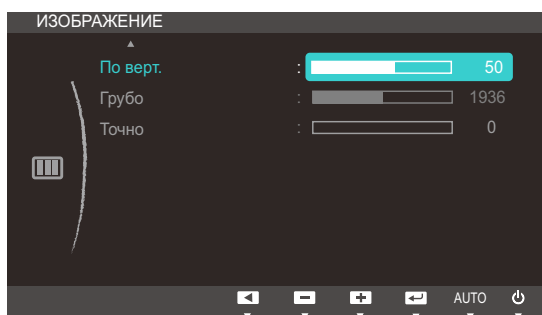 ИЗОБРАЖЕНИЕ
По верт. : 50
Грубо : 1936
Точно : 0
AUTO